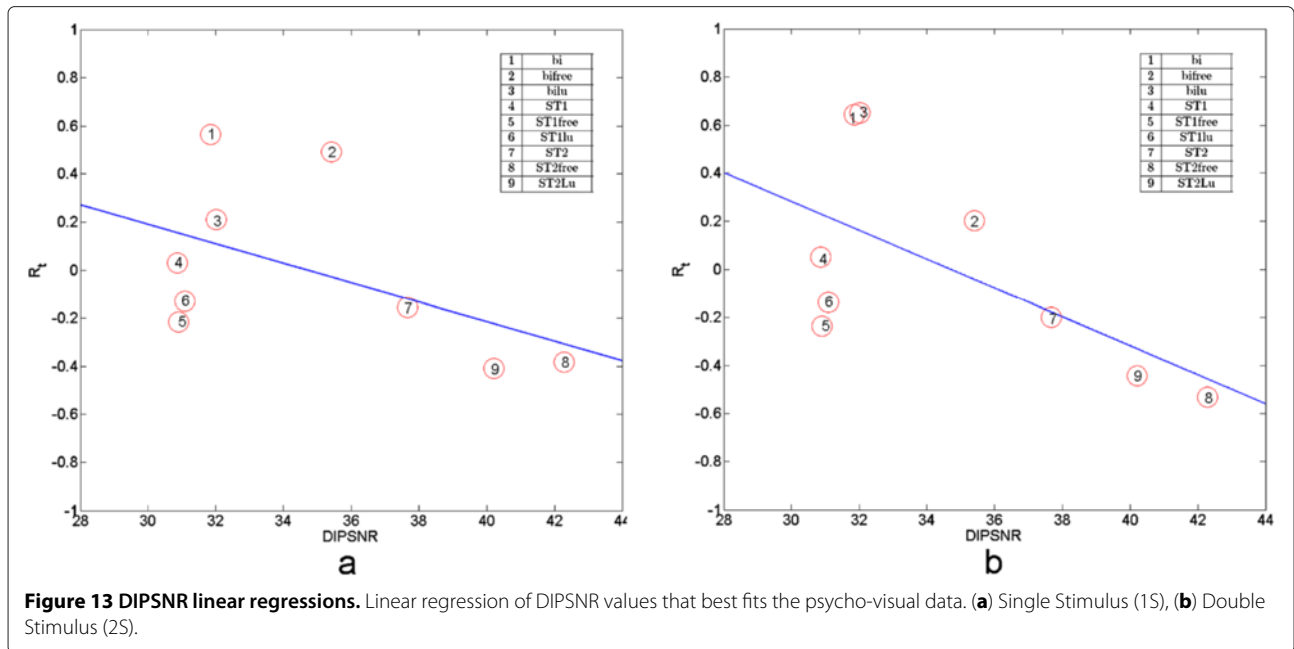 1
0.8
0.6
0.4
0.2
0
-0.2
-0.4
-0.6
-0.8
-1
R_t
28 30 32 34 36 38 40 42 44
DIPSNR
1 bi
2 bifree
3 bilu
4 ST1
5 ST1free
6 ST1lu
7 ST2
8 ST2free
9 ST2Lu
1
2
3
4
6
5
7
9
8
a
1
0.8
0.6
0.4
0.2
0
-0.2
-0.4
-0.6
-0.8
-1
R_t
28 30 32 34 36 38 40 42 44
DIPSNR
1 bi
2 bifree
3 bilu
4 ST1
5 ST1free
6 ST1lu
7 ST2
8 ST2free
9 ST2Lu
1 3
2
4
6
5
7
9
8
b
Figure 13 DIPSNR linear regressions. Linear regression of DIPSNR values that best fits the psycho-visual data. (a) Single Stimulus (1S), (b) Double
Stimulus (2S).